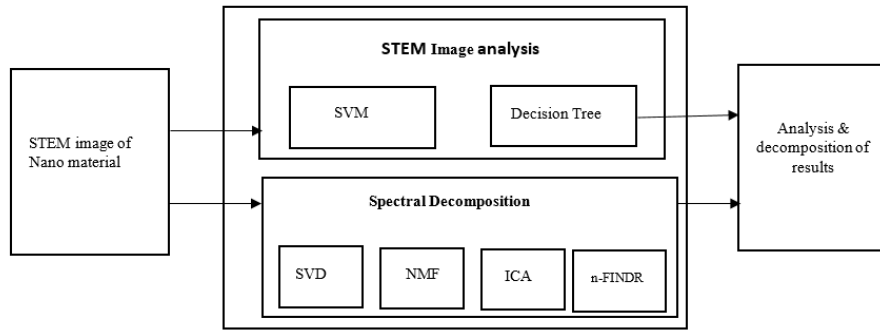 STEM image of
Nano material
STEM Image analysis
SVM
Decision Tree
Spectral Decomposition
SVD
NMF
ICA
n-FINDR
Analysis &
decomposition of
results